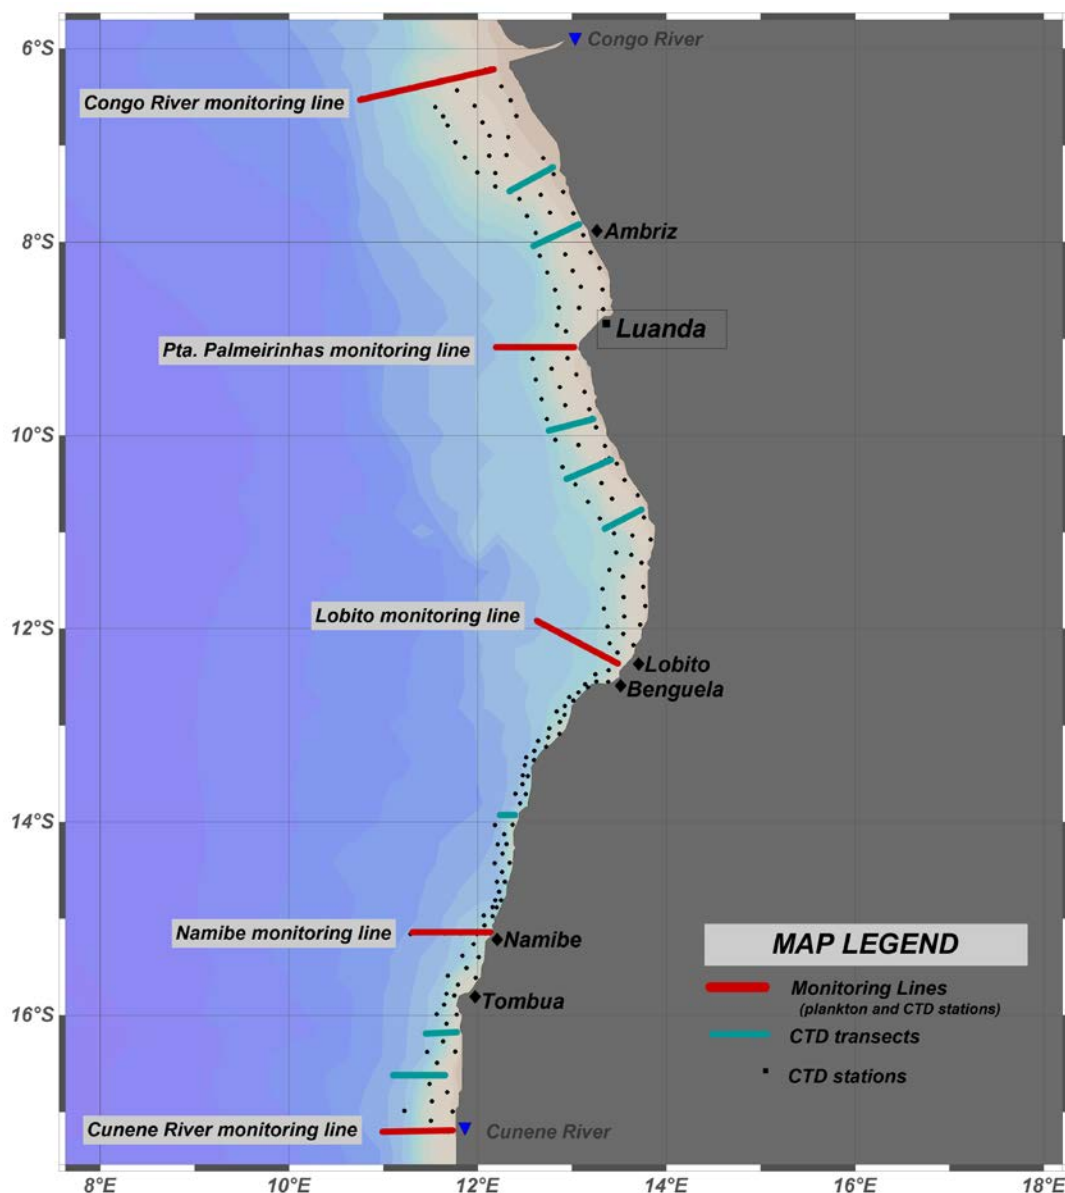 6°S
Congo River
Congo River monitoring line
8°S
Ambriz
Luanda
Pta. Palmeirinhas monitoring line
10°S
Lobito monitoring line
12°S
Lobito
Benguela
14°S
Namibe monitoring line
Namibe
Tombua
16°S
Cunene River monitoring line
Cunene River
MAP LEGEND
Monitoring Lines
(plankton and CTD stations)
CTD transects
CTD stations
8°E 10°E 12°E 14°E 16°E 18°E